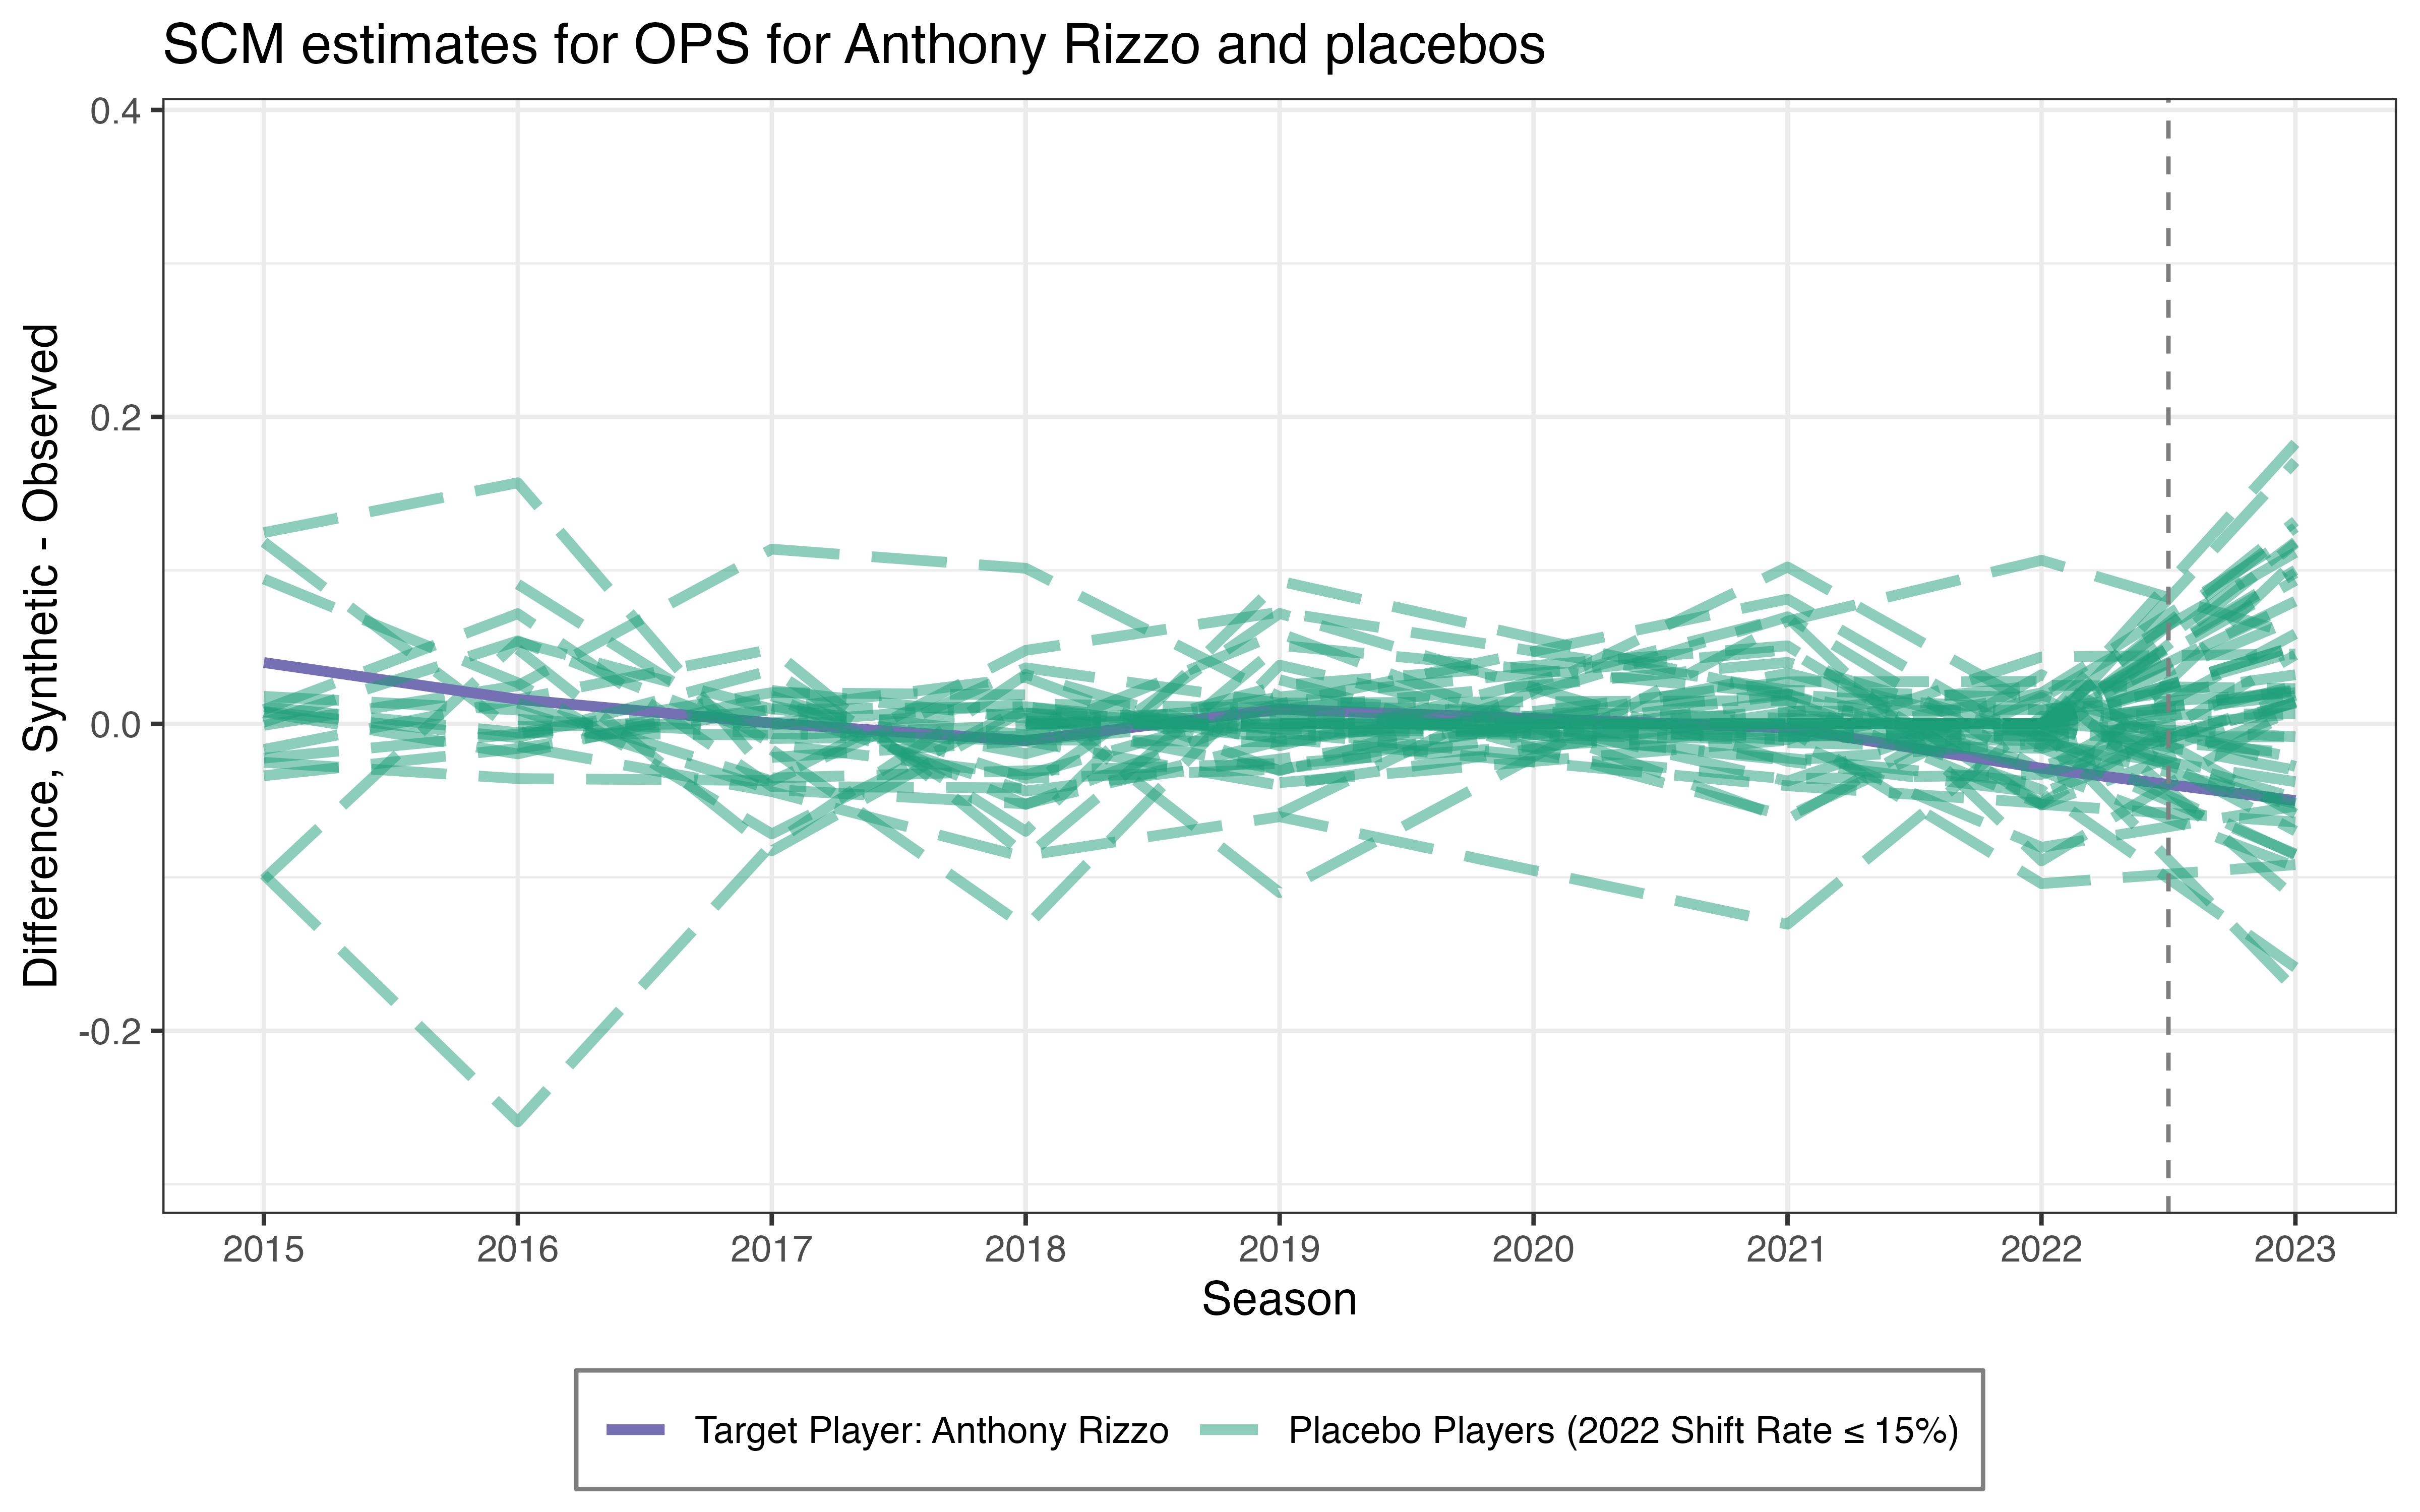 SCM estimates for OPS for Anthony Rizzo and placebos
Difference, Synthetic - Observed
0.4
0.2
0.0
-0.2
2015 2016 2017 2018 2019 2020 2021 2022 2023
Season
Target Player: Anthony Rizzo Placebo Players (2022 Shift Rate ≤ 15%)